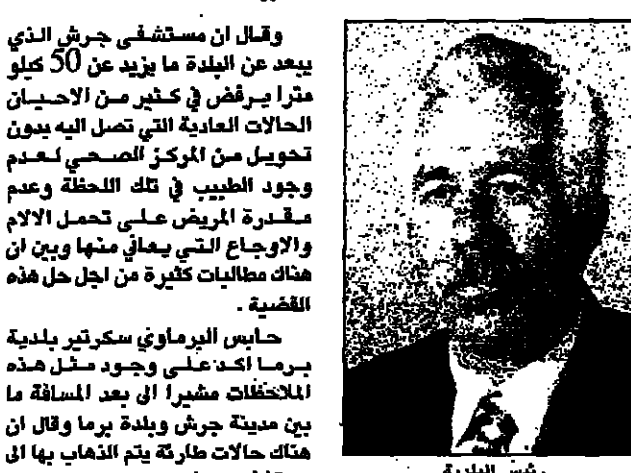 وقال ان مستشفى جرش الذي
يبعد عن البلدة ما يزيد عن 50 كيلو
مترا يرفض في كثير من الاحيان
الحالات العادية التي تصل اليه بدون
تحويل من المركز الصحي لعدم
وجود الطبيب في تلك اللحظة وعدم
مقدرة المريض على تحمل الالام
والاوجاع التي يعاني منها وبين ان
هناك مطالبات كثيرة من اجل حل هذه
القضية .
حابس البرماوي سكرتير بلدية
برما اكد على وجود مثل هذه
الملاحظات مشيرا الى بعد المسافة ما
بين مدينة جرش وبلدة برما وقال ان
هناك حالات طارئة يتم الذهاب بها الى
رئيس البلدية